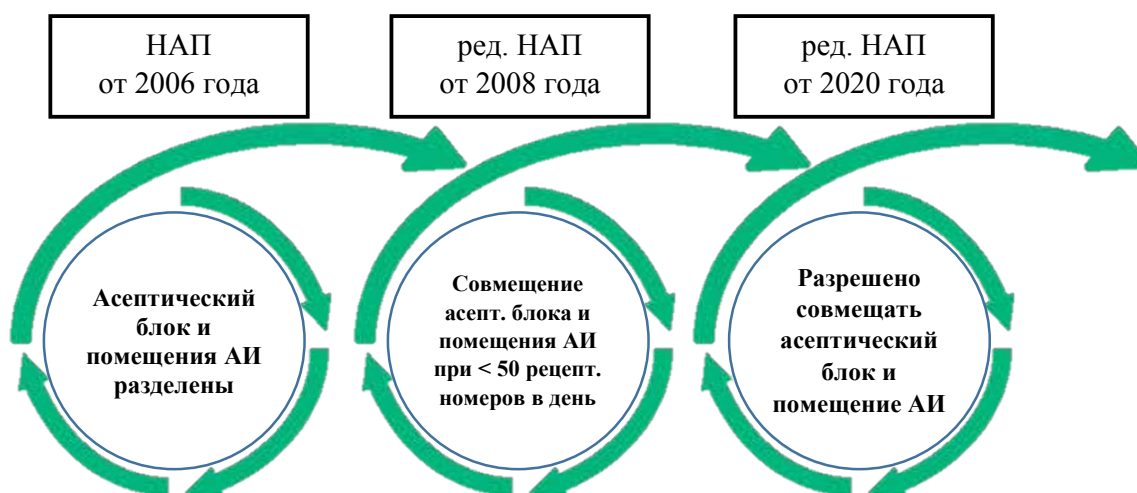 НАП
от 2006 года
ред. НАП
от 2008 года
ред. НАП
от 2020 года
Асептический
блок и
помещения АИ
разделены
Совмещение
асепт. блока и
помещения АИ
при < 50 рецепт.
номеров в день
Разрешено
совмещать
асептический
блок и
помещение АИ